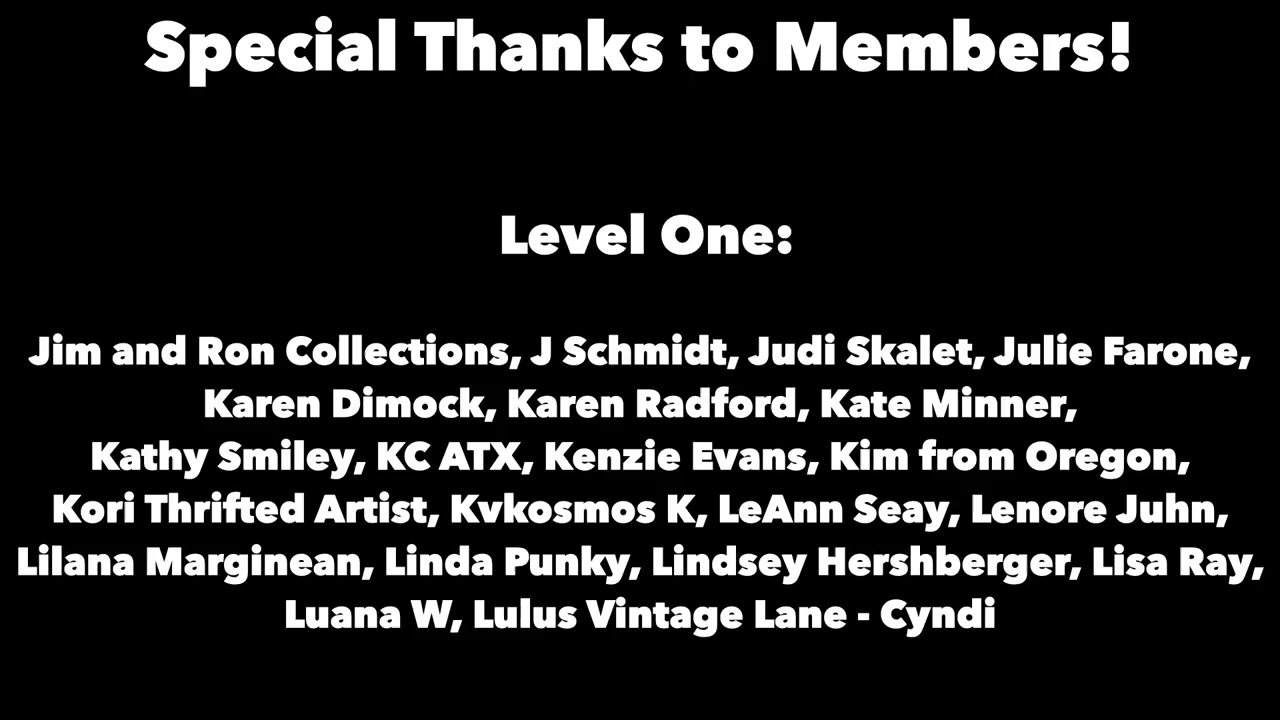 Special Thanks to Members!
Level One:
Jim and Ron Collections, J Schmidt, Judi Skalet, Julie Farone,
Karen Dimock, Karen Radford, Kate Minner,
Kathy Smiley, KC ATX, Kenzie Evans, Kim from Oregon,
Kori Thrifted Artist, Kvkosmos K, LeAnn Seay, Lenore Juhn,
Lilana Marginean, Linda Punky, Lindsey Hershberger, Lisa Ray,
Luana W, Lulus Vintage Lane - Cyndi